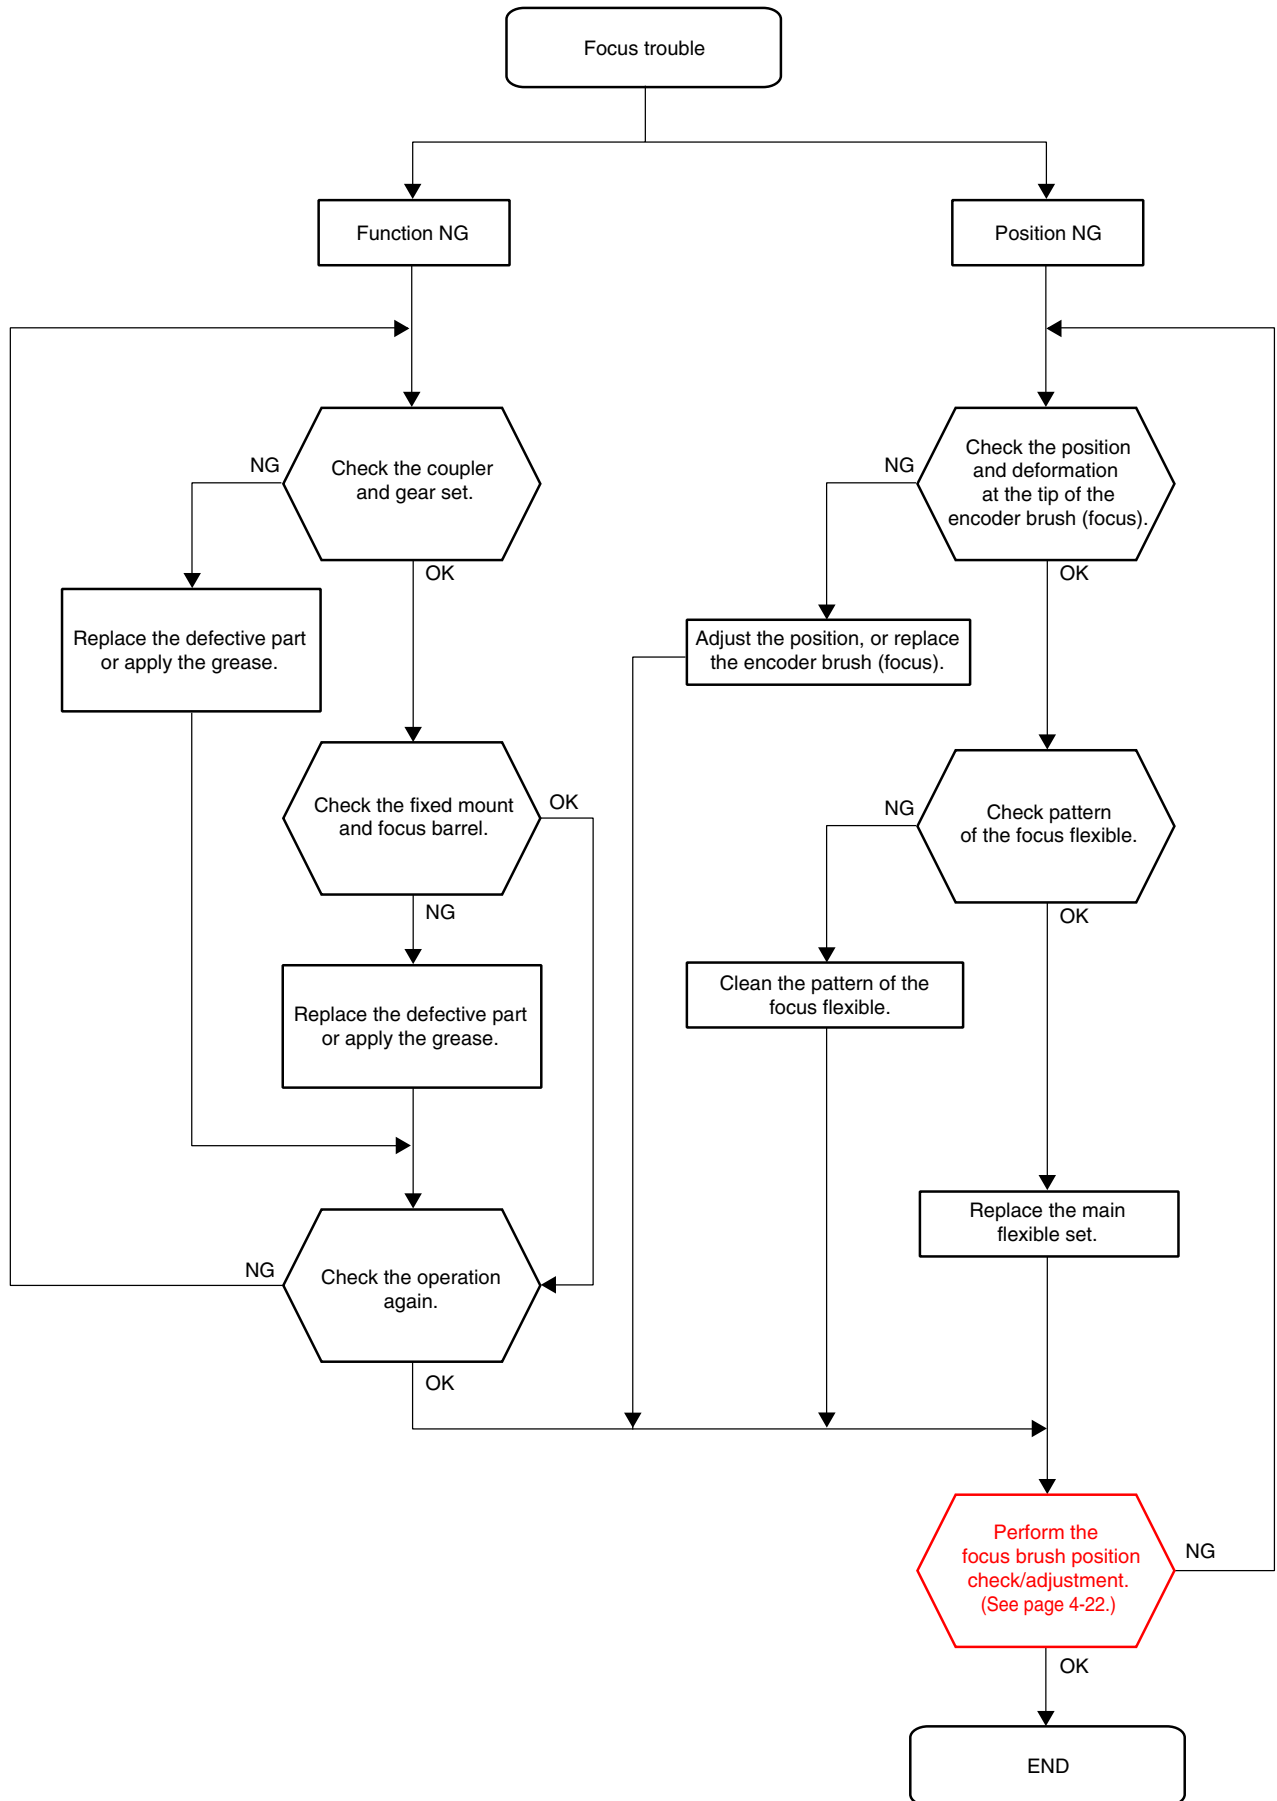 Focus trouble
Function NG
Position NG
NG
Check the coupler
and gear set.
OK
Replace the defective part
or apply the grease.
Check the fixed mount
and focus barrel.
OK
NG
Replace the defective part
or apply the grease.
NG
Check the operation
again.
OK
NG
Check the position
and deformation
at the tip of the
encoder brush (focus).
OK
Adjust the position, or replace
the encoder brush (focus).
NG
Check pattern
of the focus flexible.
OK
Clean the pattern of the
focus flexible.
Replace the main
flexible set.
Perform the
focus brush position
check/adjustment.
(See page 4-22.)
NG
OK
END